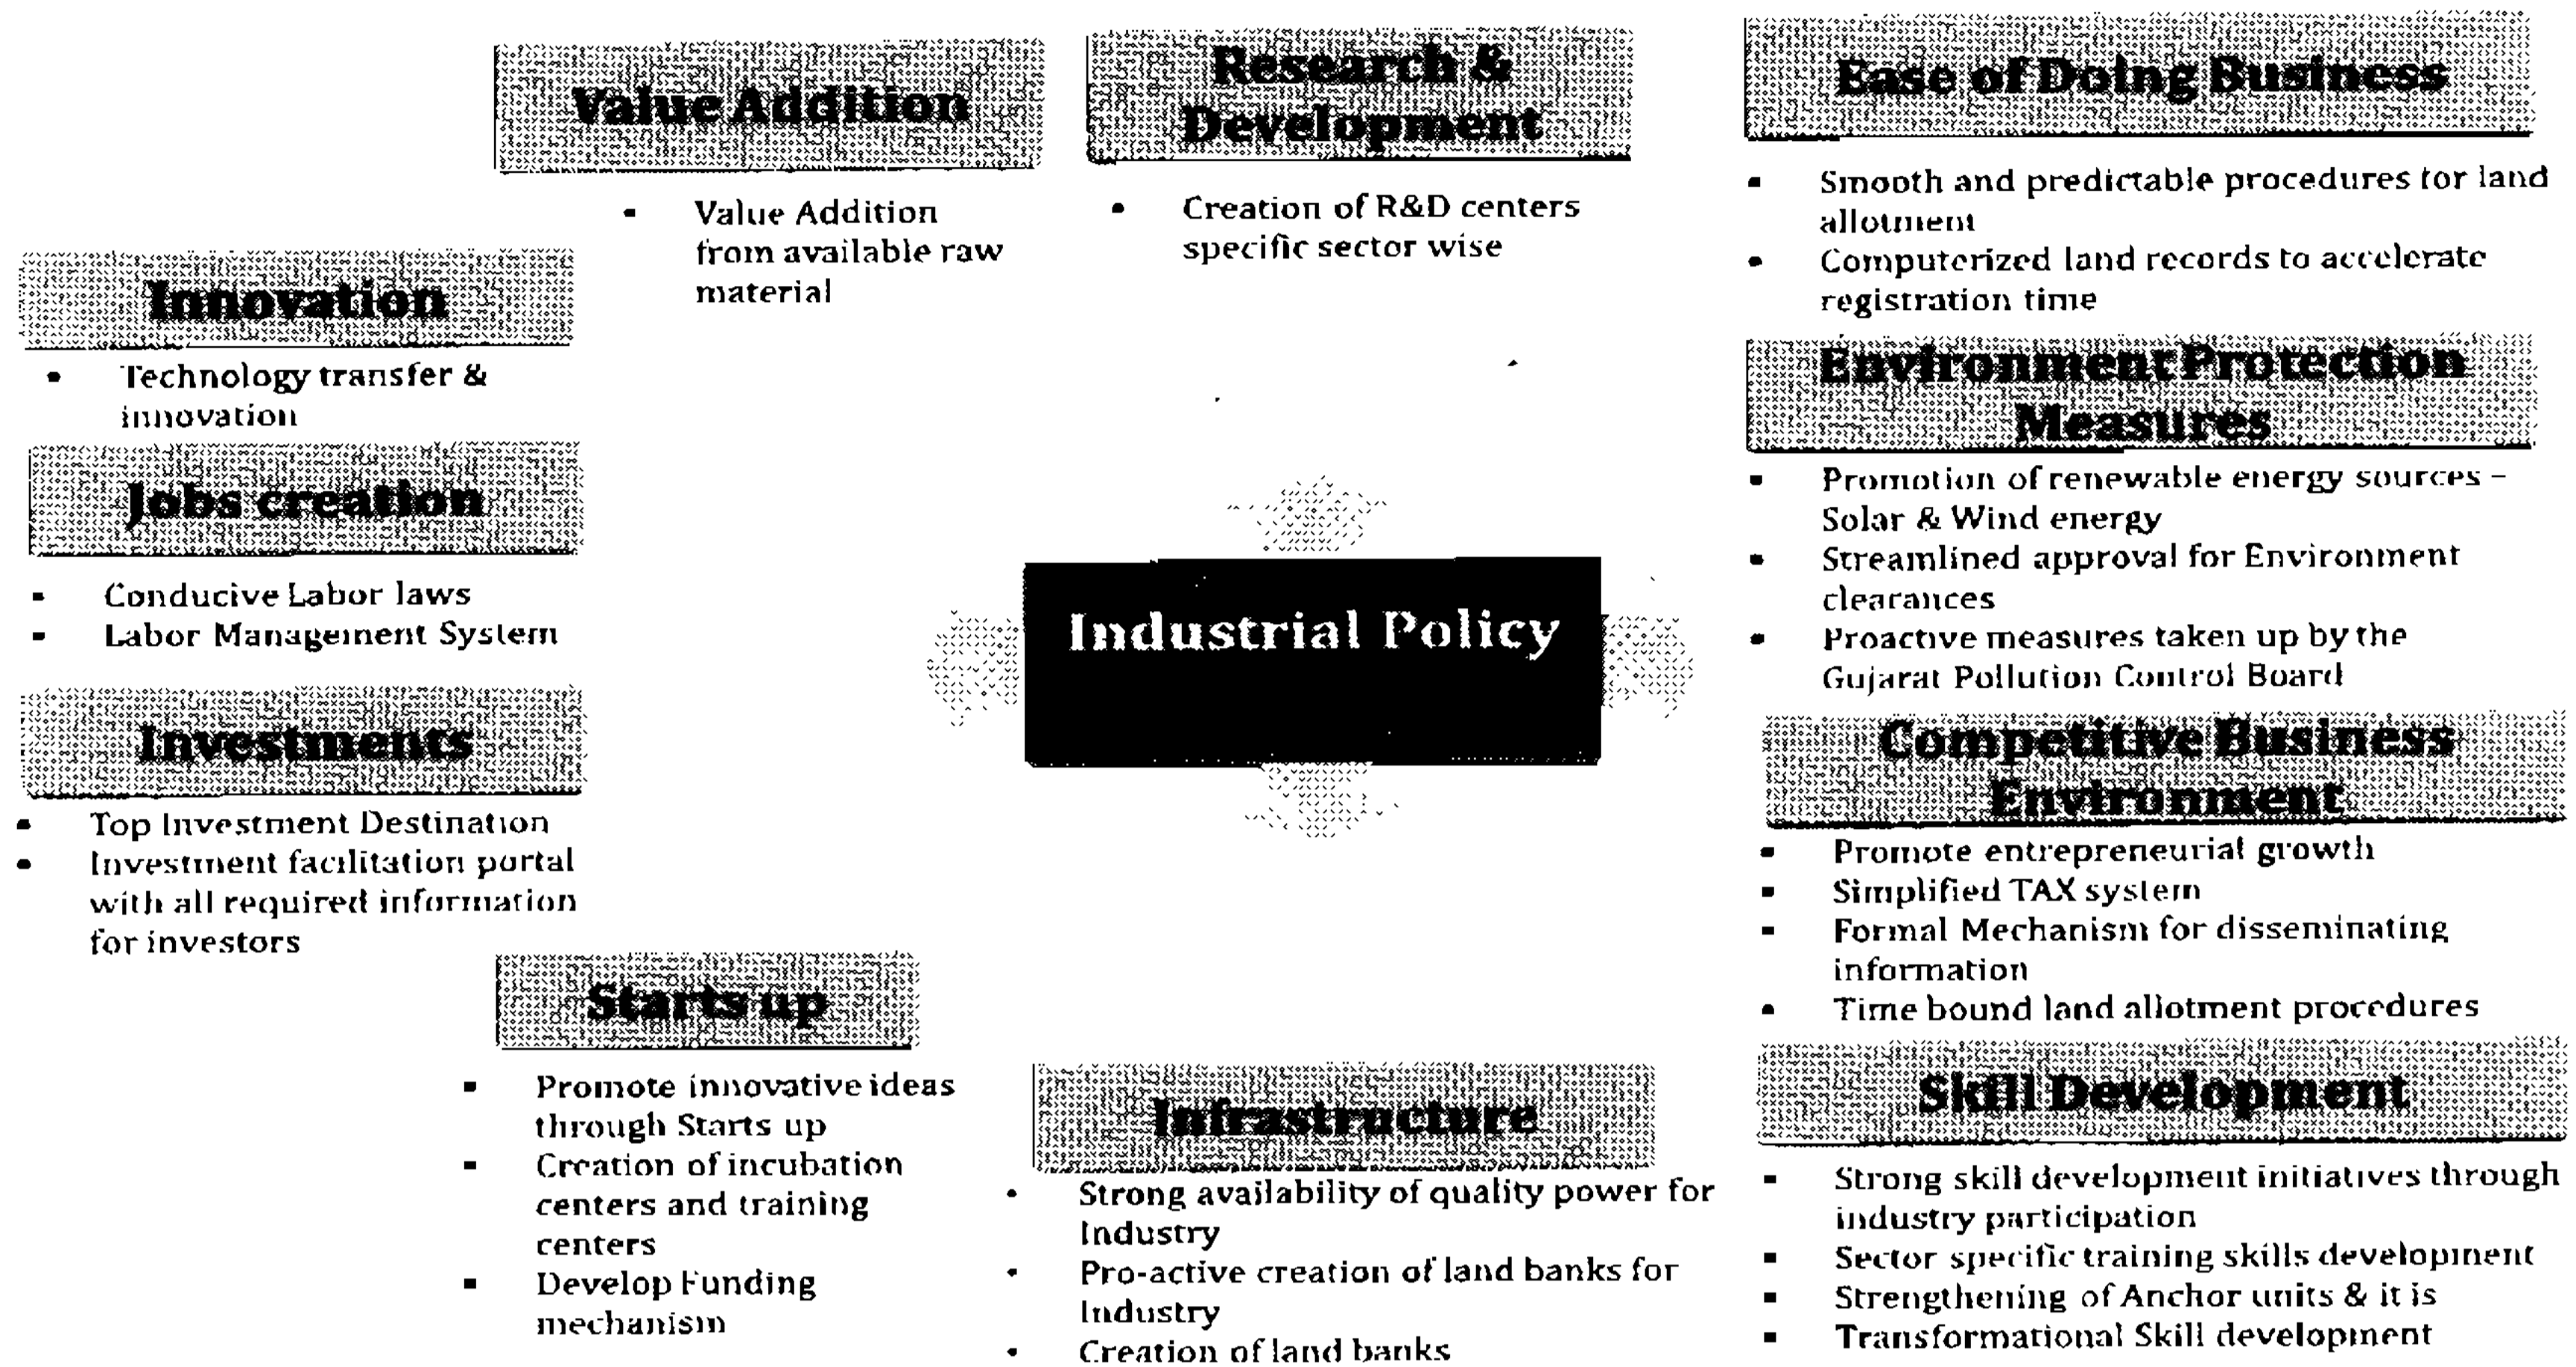 Value Addition
Value Addition
from available raw
material
Research &
Development
Creation of R&D centers
specific sector wise
Ease of Doing Business
Smooth and predictable procedures for land
allotment
Computerized land records to accelerate
registration time
Innovation
Technology transfer &
innovation
Environment Protection
Measures
Promotion of renewable energy sources –
Solar & Wind energy
Streamlined approval for Environment
clearances
Proactive measures taken up by the
Gujarat Pollution Control Board
Jobs creation
Conducive Labor laws
Labor Management System
Industrial Policy
Investments
Top Investment Destination
Investment facilitation portal
with all required information
for investors
Competitive Business
Environment
Promote entrepreneurial growth
Simplified TAX system
Formal Mechanism for disseminating
information
Time bound land allotment procedures
Starts up
Promote innovative ideas
through Starts up
Creation of incubation
centers and training
centers
Develop Funding
mechanism
Infrastructure
Strong availability of quality power for
Industry
Pro-active creation of land banks for
Industry
Creation of land banks
Skill Development
Strong skill development initiatives through
industry participation
Sector specific training skills development
Strengthening of Anchor units & it is
Transformational Skill development